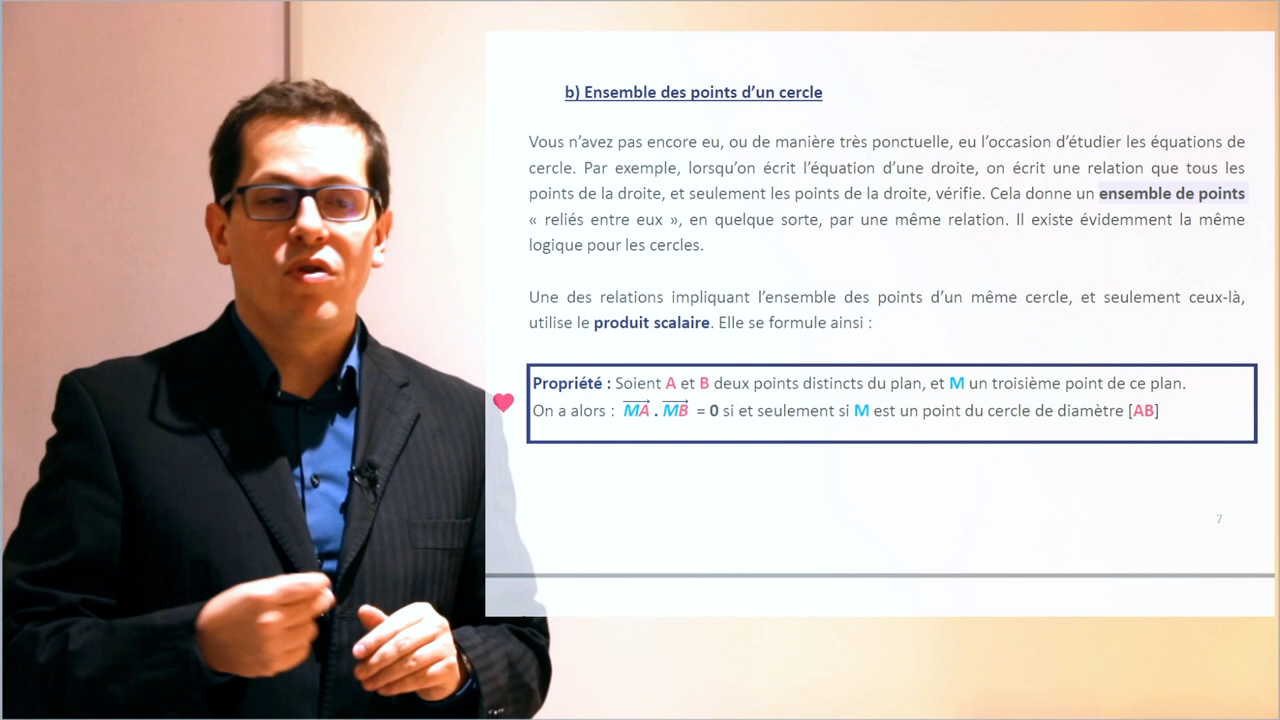 b) Ensemble des points d’un cercle
Vous n’avez pas encore eu, ou de manière très ponctuelle, eu l’occasion d’étudier les équations de
cercle. Par exemple, lorsqu’on écrit l’équation d’une droite, on écrit une relation que tous les
points de la droite, et seulement les points de la droite, vérifie. Cela donne un ensemble de points
« reliés entre eux », en quelque sorte, par une même relation. Il existe évidemment la même
logique pour les cercles.
Une des relations impliquant l’ensemble des points d’un même cercle, et seulement ceux-là,
utilise le produit scalaire. Elle se formule ainsi :
Propriété : Soient A et B deux points distincts du plan, et M un troisième point de ce plan.
On a alors : MA . MB = 0 si et seulement si M est un point du cercle de diamètre [AB]
7